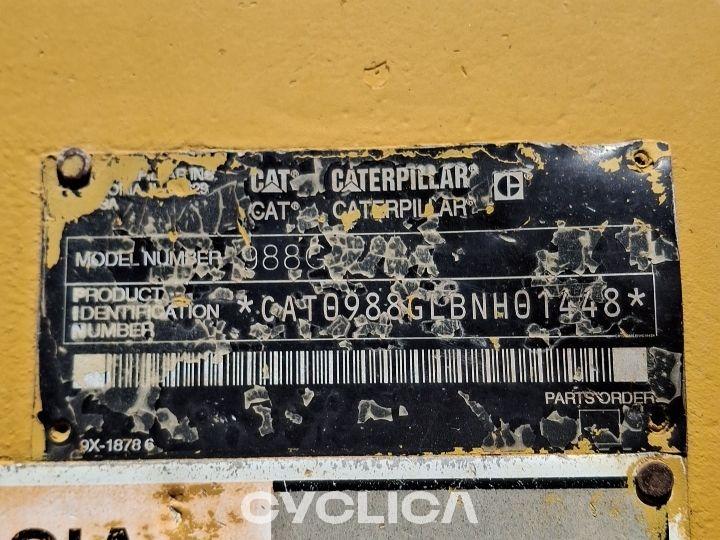 CAT® CATERPILLAR
CAT® CATERPILLAR
MODEL NUMBER 988G
PRODUCT
IDENTIFICATION *CAT0988GLBNH01448*
NUMBER
PARTS ORDER
9X-1878 6
CYCLICA